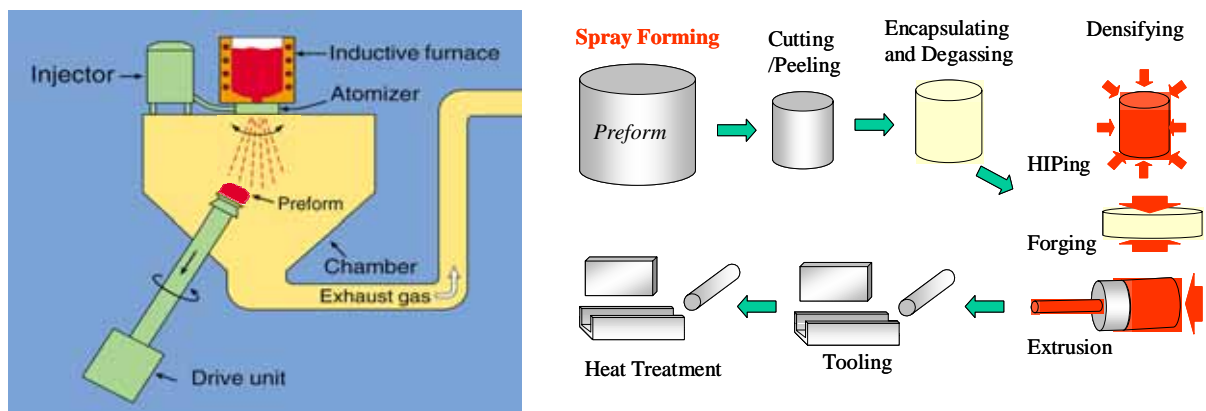 Injector
Inductive furnace
Atomizer
Preform
Chamber
Exhaust gas
Drive unit
Spray Forming
Preform
Cutting
/Peeling
Encapsulating
and Degassing
Densifying
HIPing
Forging
Extrusion
Tooling
Heat Treatment